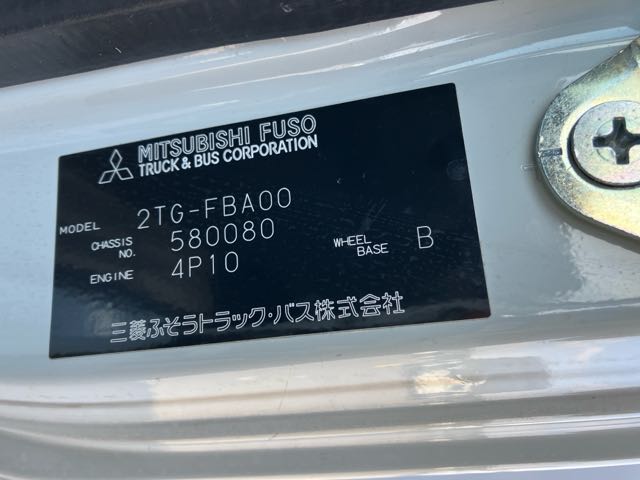 MITSUBISHI FUSO
TRUCK & BUS CORPORATION
MODEL 2TG-FBA00
CHASSIS NO. 580080
ENGINE 4P10
WHEEL BASE B
三菱ふそうトラック・バス株式会社